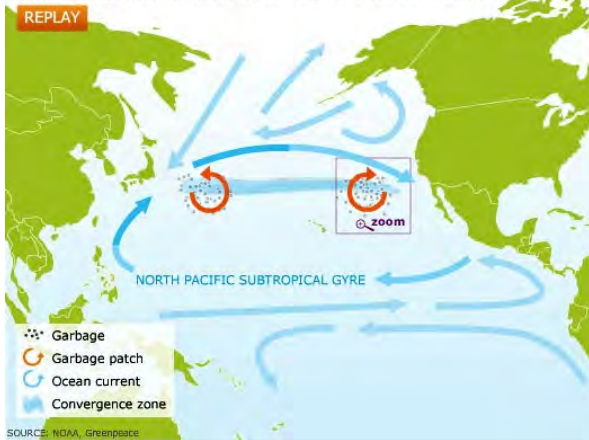 REPLAY
zoom
NORTH PACIFIC SUBTROPICAL GYRE
Garbage
Garbage patch
Ocean current
Convergence zone
SOURCE: NOAA, Greenpeace